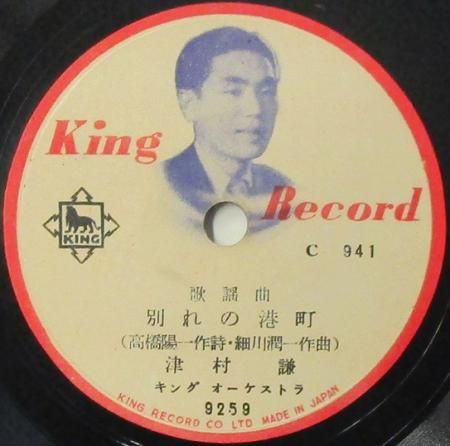 King
Record
KING
C 941
歌謡曲
別れの港町
(高橋陽一作詩・細川潤一作曲)
津村 謙
キング オーケストラ
9259
KING RECORD CO LTD MADE IN JAPAN